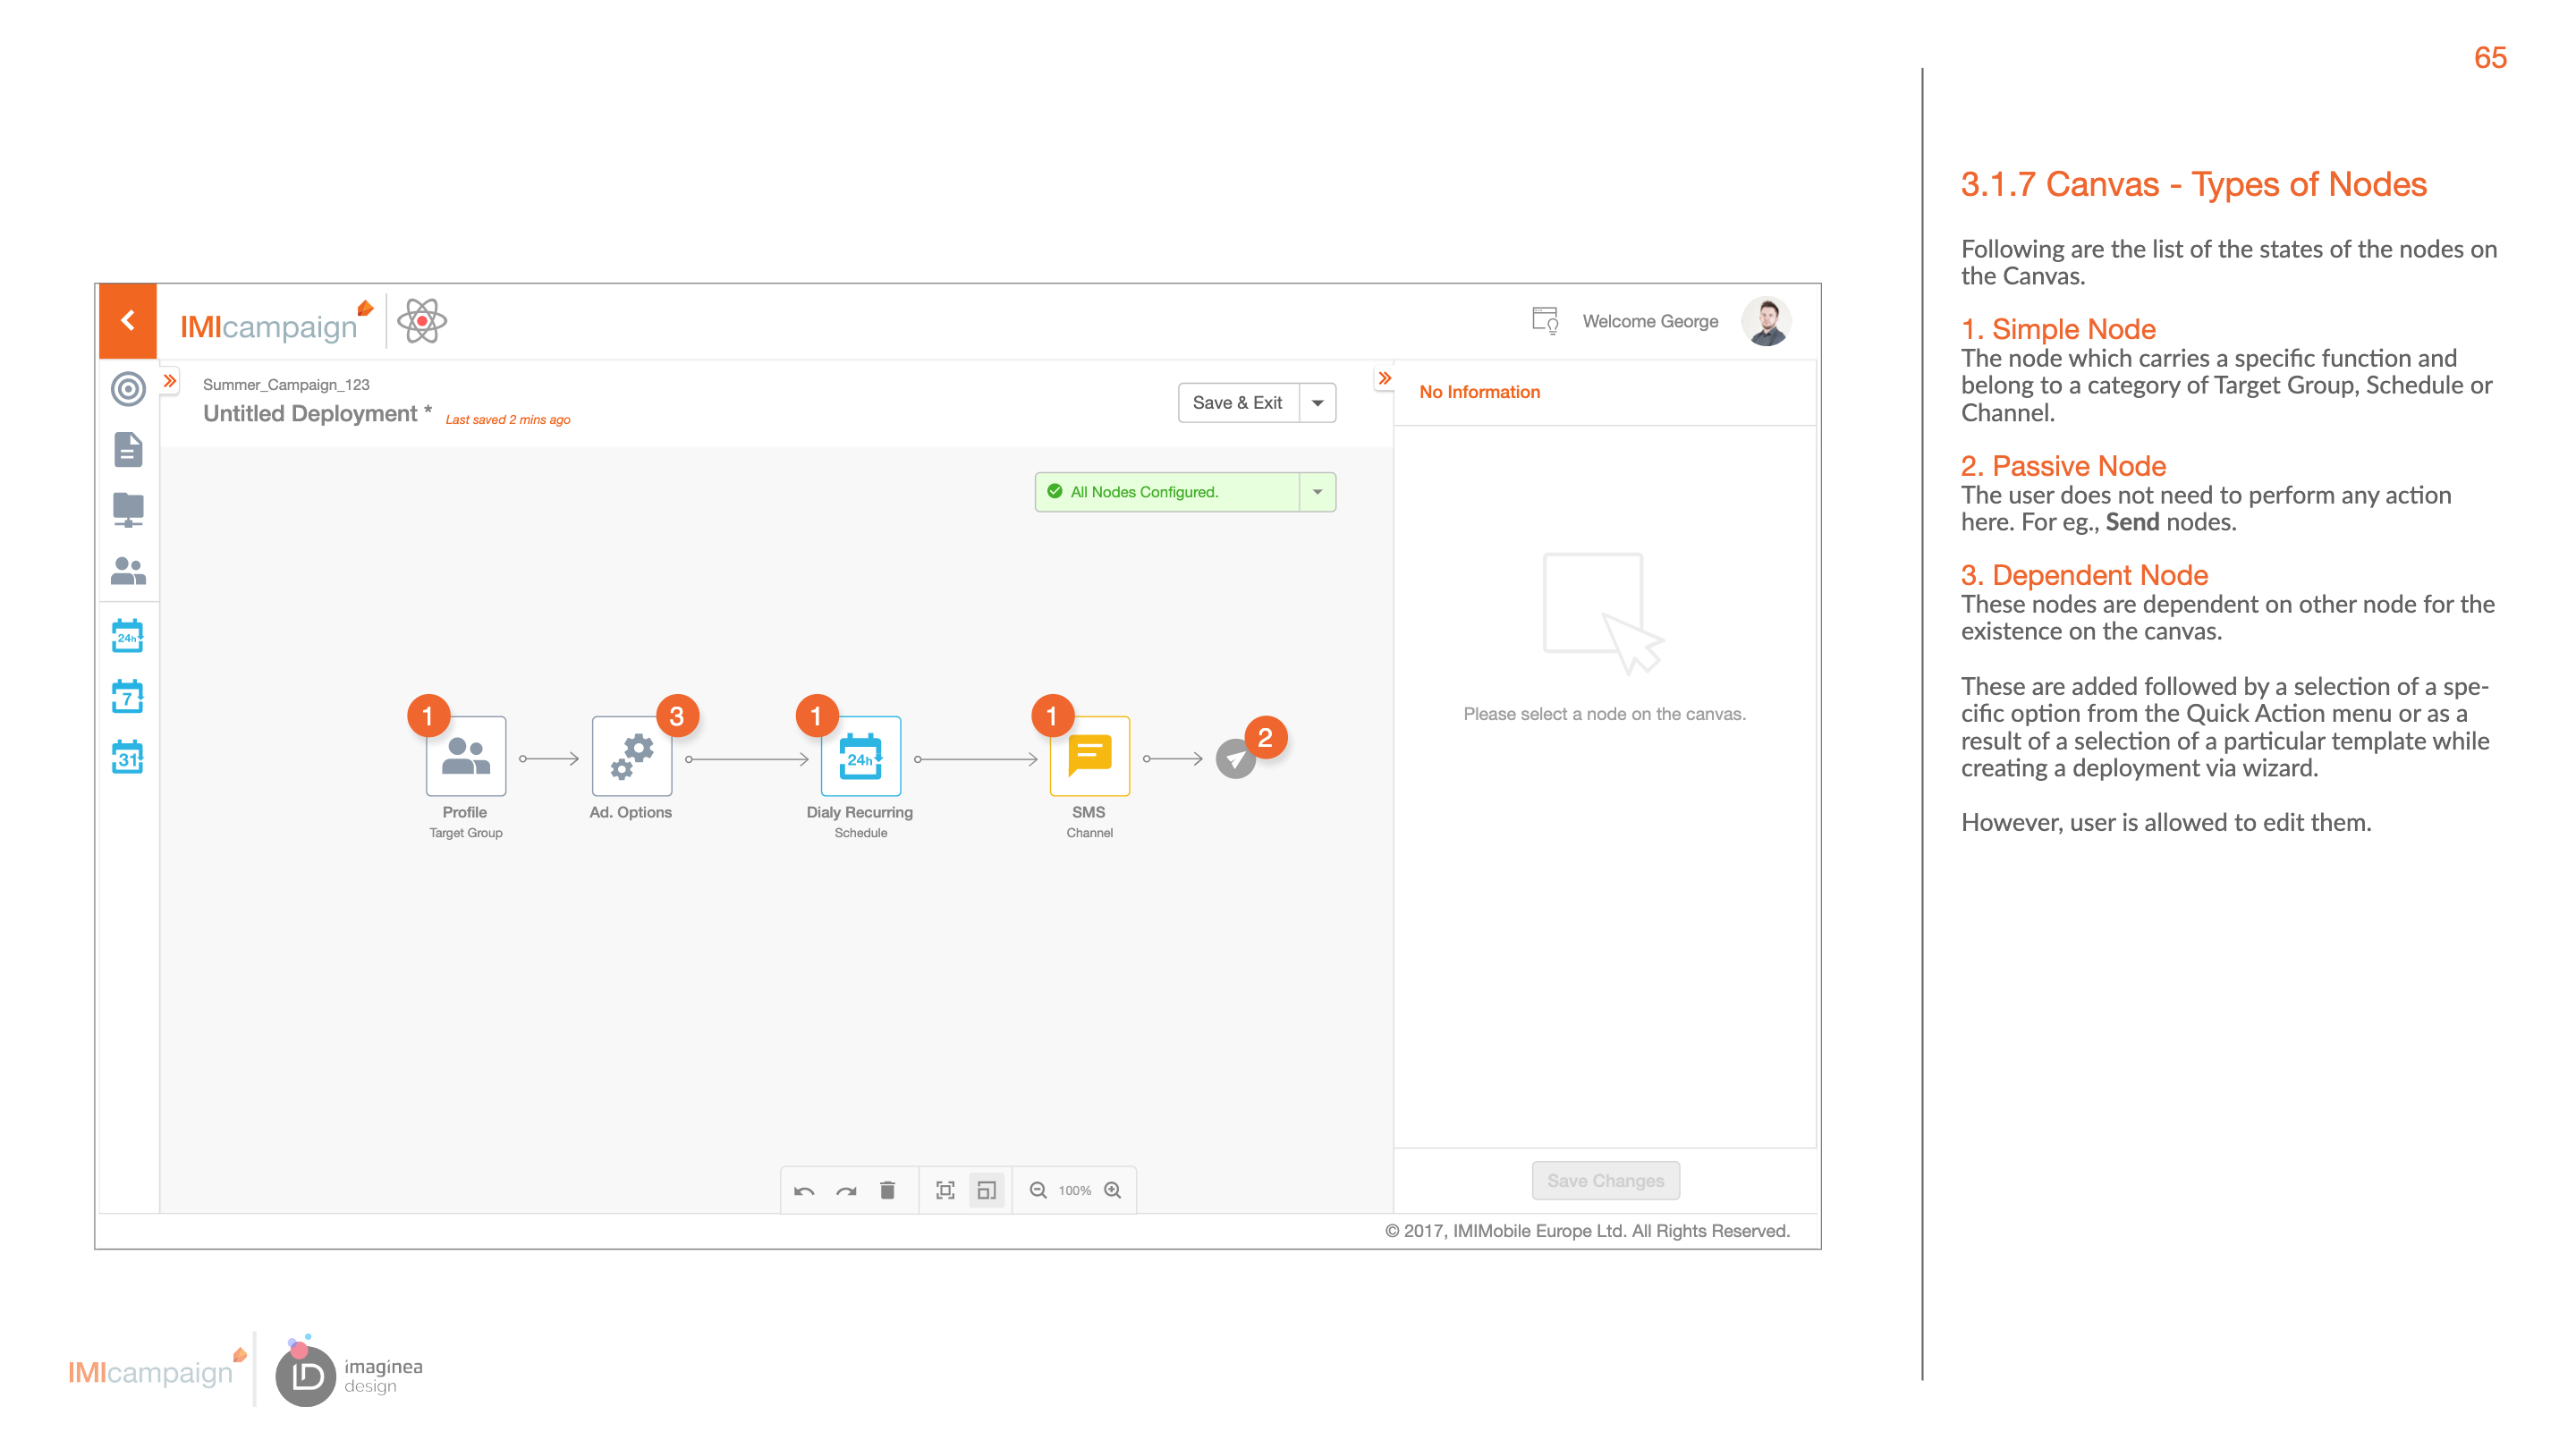 65
IMIcampaign
Welcome George
Summer_Campaign_123
Untitled Deployment *
Last saved 2 mins ago
Save & Exit
No Information
All Nodes Configured.
Please select a node on the canvas.
24h
7
31
1
3
1
1
2
24h
Profile
Ad. Options
Dialy Recurring
SMS
Target Group
Schedule
Channel
100%
Save Changes
© 2017, IMIMobile Europe Ltd. All Rights Reserved.
3.1.7 Canvas - Types of Nodes
Following are the list of the states of the nodes on
the Canvas.
1. Simple Node
The node which carries a specific function and
belong to a category of Target Group, Schedule or
Channel.
2. Passive Node
The user does not need to perform any action
here. For eg., Send nodes.
3. Dependent Node
These nodes are dependent on other node for the
existence on the canvas.
These are added followed by a selection of a spe-
cific option from the Quick Action menu or as a
result of a selection of a particular template while
creating a deployment via wizard.
However, user is allowed to edit them.
IMIcampaign
iD
imaginea
design